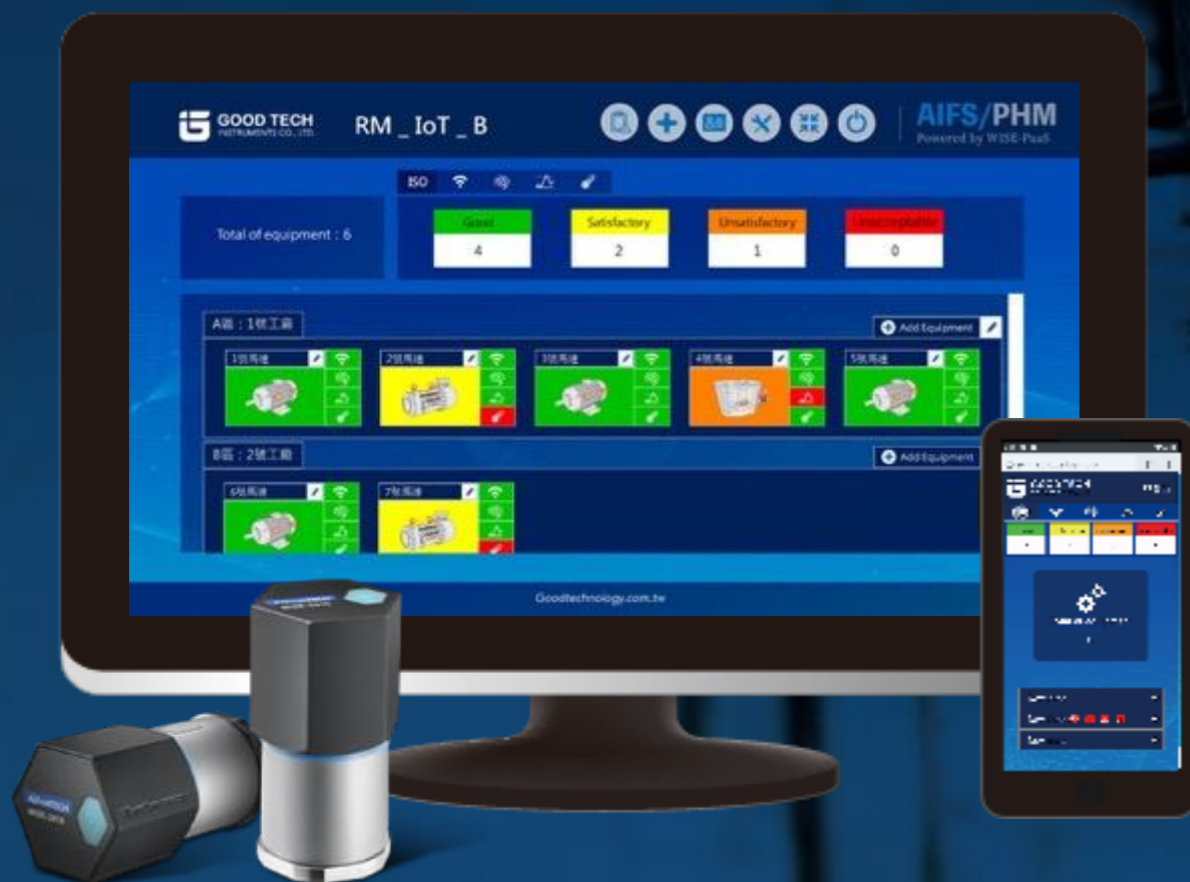 GOOD TECH
INSTRUMENTS CO., LTD.
RM _ IoT _ B
AIFS/PHM
Powered by WISE-PaaS
ISO
Total of equipment : 6
Good
Satisfactory
Unsatisfactory
Unacceptable
4
2
1
0
A區 : 1號工廠
Add Equipment
1號馬達
2號馬達
3號馬達
4號馬達
5號馬達
B區 : 2號工廠
Add Equipment
6號馬達
7號馬達
Goodtechnology.com.tw
GOOD TECH
ADVANTECH